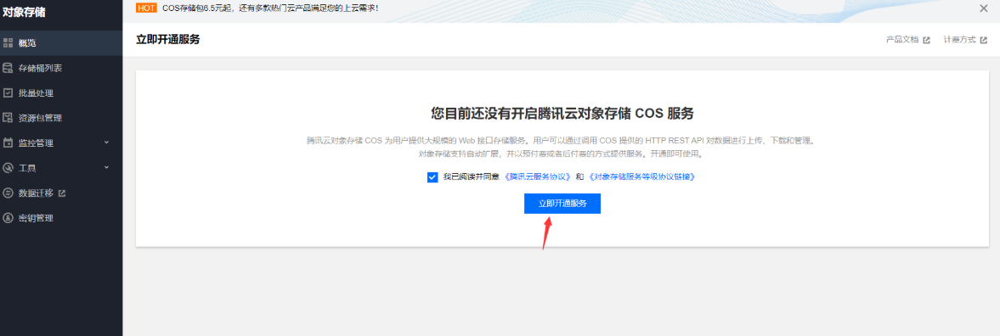 对象存储
HOT COS存储包6.5元起，还有多款热门云产品满足您的上云需求！
概览
存储桶列表
批量处理
资源包管理
监控管理
工具
数据迁移
密钥管理
立即开通服务
产品文档 计费方式
您目前还没有开启腾讯云对象存储 COS 服务
腾讯云对象存储 COS 为用户提供大规模的 Web 接口存储服务。用户可以通过调用 COS 提供的 HTTP REST API 对数据进行上传、下载和管理。
对象存储支持自动扩展，并以预付费或者后付费的方式提供服务。开通即可使用。
我已阅读并同意 《腾讯云服务协议》 和 《对象存储服务等级协议链接》
立即开通服务